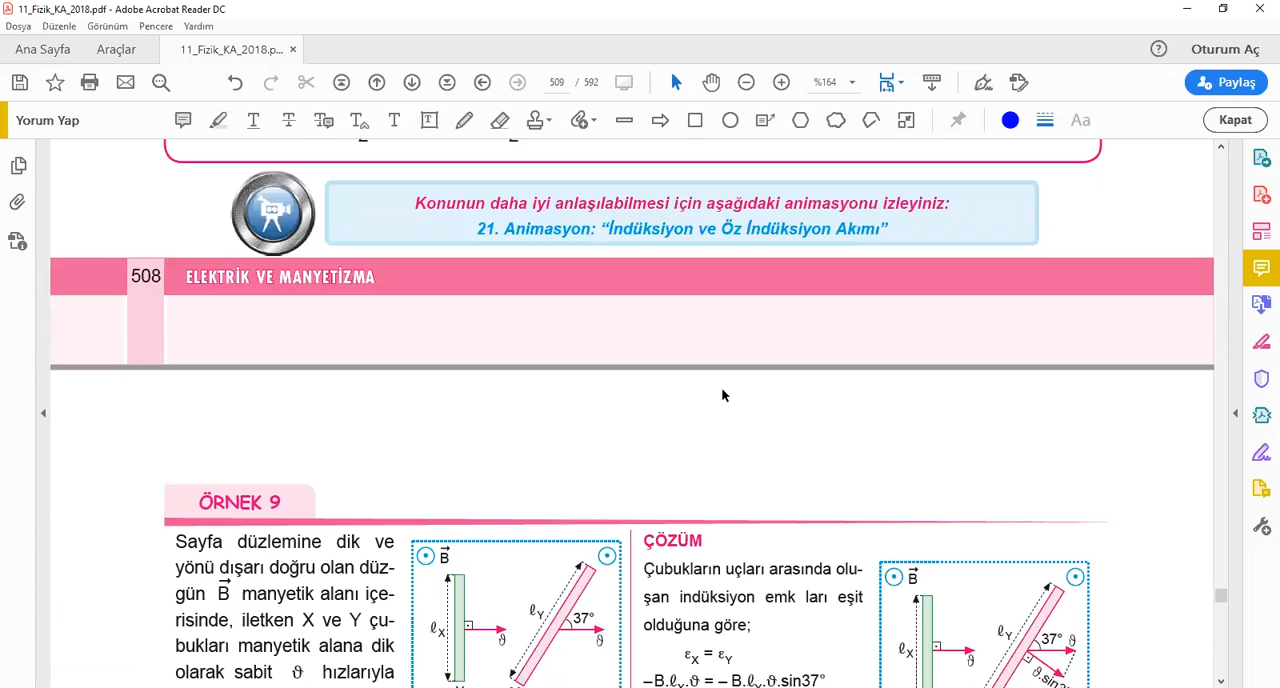 11_Fizik_KA_2018.pdf - Adobe Acrobat Reader DC
Dosya Düzenle Görünüm Pencere Yardım
Ana Sayfa Araçlar 11_Fizik_KA_2018.p... × Oturum Aç
509 / 592 %164 Paylaş
Yorum Yap Aa Kapat
2 2
Konunun daha iyi anlaşılabilmesi için aşağıdaki animasyonu izleyiniz:
21. Animasyon: “İndüksiyon ve Öz İndüksiyon Akımı”
508 ELEKTRİK VE MANYETİZMA
ÖRNEK 9
Sayfa düzlemine dik ve
yönü dışarı doğru olan düz-
gün B⃗ manyetik alanı içe-
risinde, iletken X ve Y çu-
bukları manyetik alana dik
olarak sabit ϑ hızlarıyla
B⃗
ℓY
37°
ℓX
ϑ ϑ
ÇÖZÜM
Çubukların uçları arasında olu-
şan indüksiyon emk ları eşit
olduğuna göre;
εX = εY
–B.ℓX.ϑ = – B.ℓY.ϑ.sin37°
B⃗
ℓY
37° ϑ
ℓX
ϑ